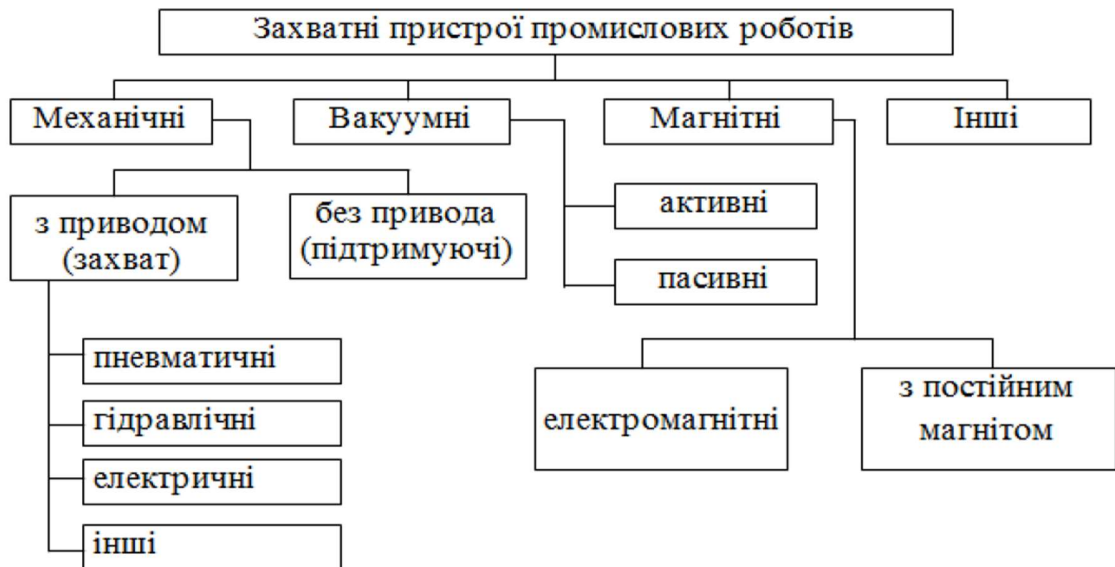 Захватні пристрої промислових роботів
Механічні
Вакуумні
Магнітні
Інші
з приводом
(захват)
без привода
(підтримуючі)
активні
пасивні
пневматичні
гідравлічні
електричні
інші
електромагнітні
з постійним
магнітом